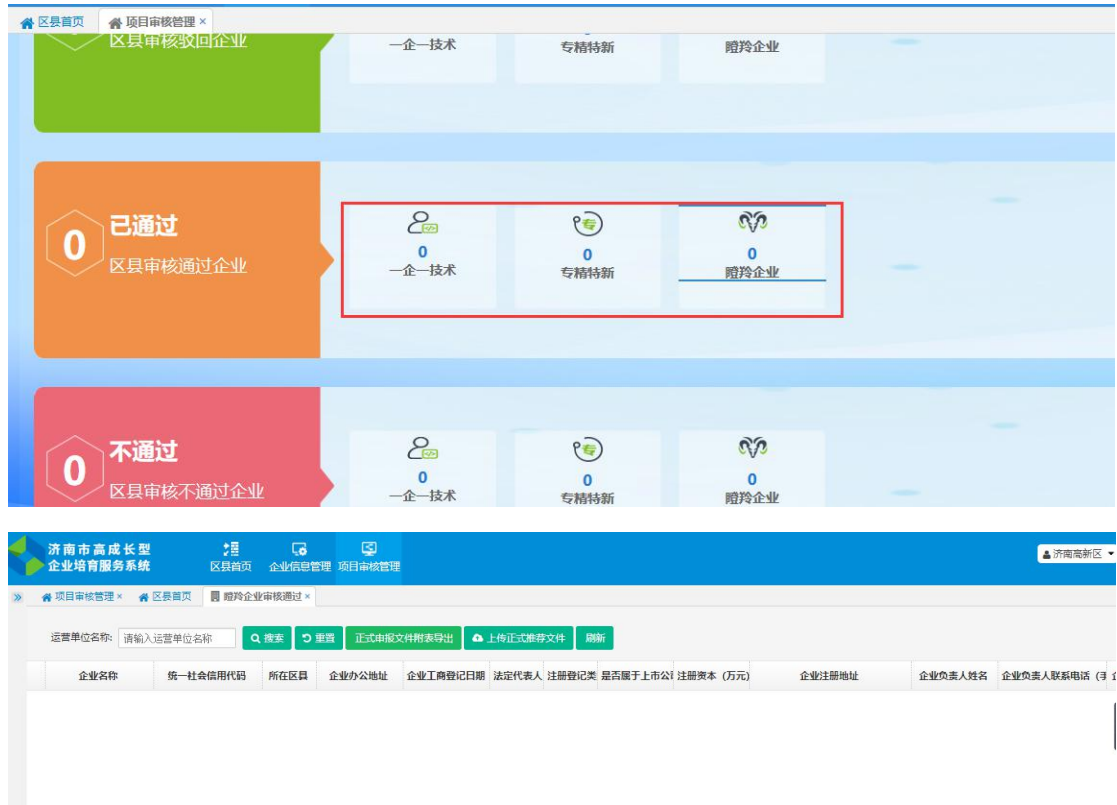 区县首页 项目审核管理 ×
区县审核驳回企业
一企一技术
专精特新
瞪羚企业
0 已通过
区县审核通过企业
0
一企一技术
专
0
专精特新
0
瞪羚企业
0 不通过
区县审核不通过企业
0
一企一技术
专
0
专精特新
0
瞪羚企业
济南市高成长型
企业培育服务系统
区县首页 企业信息管理 项目审核管理
济南高新区
项目审核管理 × 区县首页 瞪羚企业审核通过 ×
运营单位名称: 请输入运营单位名称 搜索 重置 正式申报文件附表导出 上传正式推荐文件 刷新
企业名称 统一社会信用代码 所在区县 企业办公地址 企业工商登记日期 法定代表人 注册登记类 是否属于上市公 注册资本 (万元) 企业注册地址 企业负责人姓名 企业负责人联系电话 (手